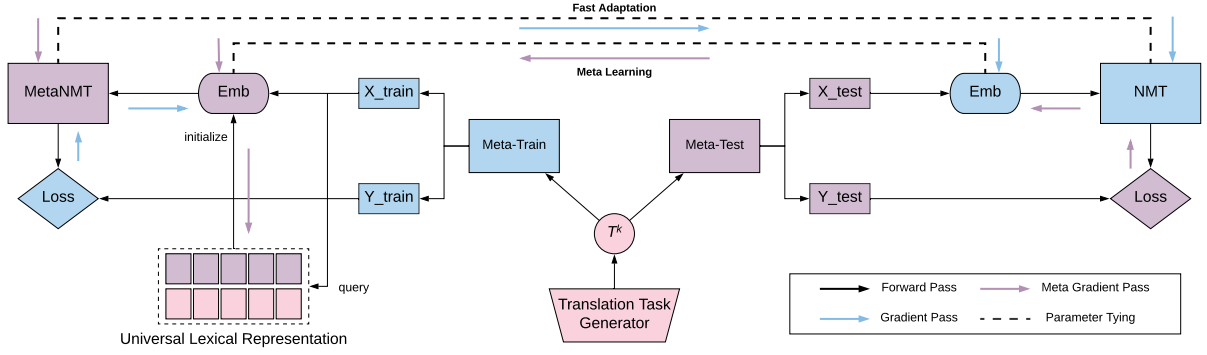 Fast Adaptation
Meta Learning
MetaNMT
Emb
X_train
X_test
Emb
NMT
initialize
Meta-Train
Meta-Test
Loss
Y_train
Y_test
Loss
T^k
query
Translation Task
Generator
Universal Lexical Representation
Forward Pass
Meta Gradient Pass
Gradient Pass
Parameter Tying